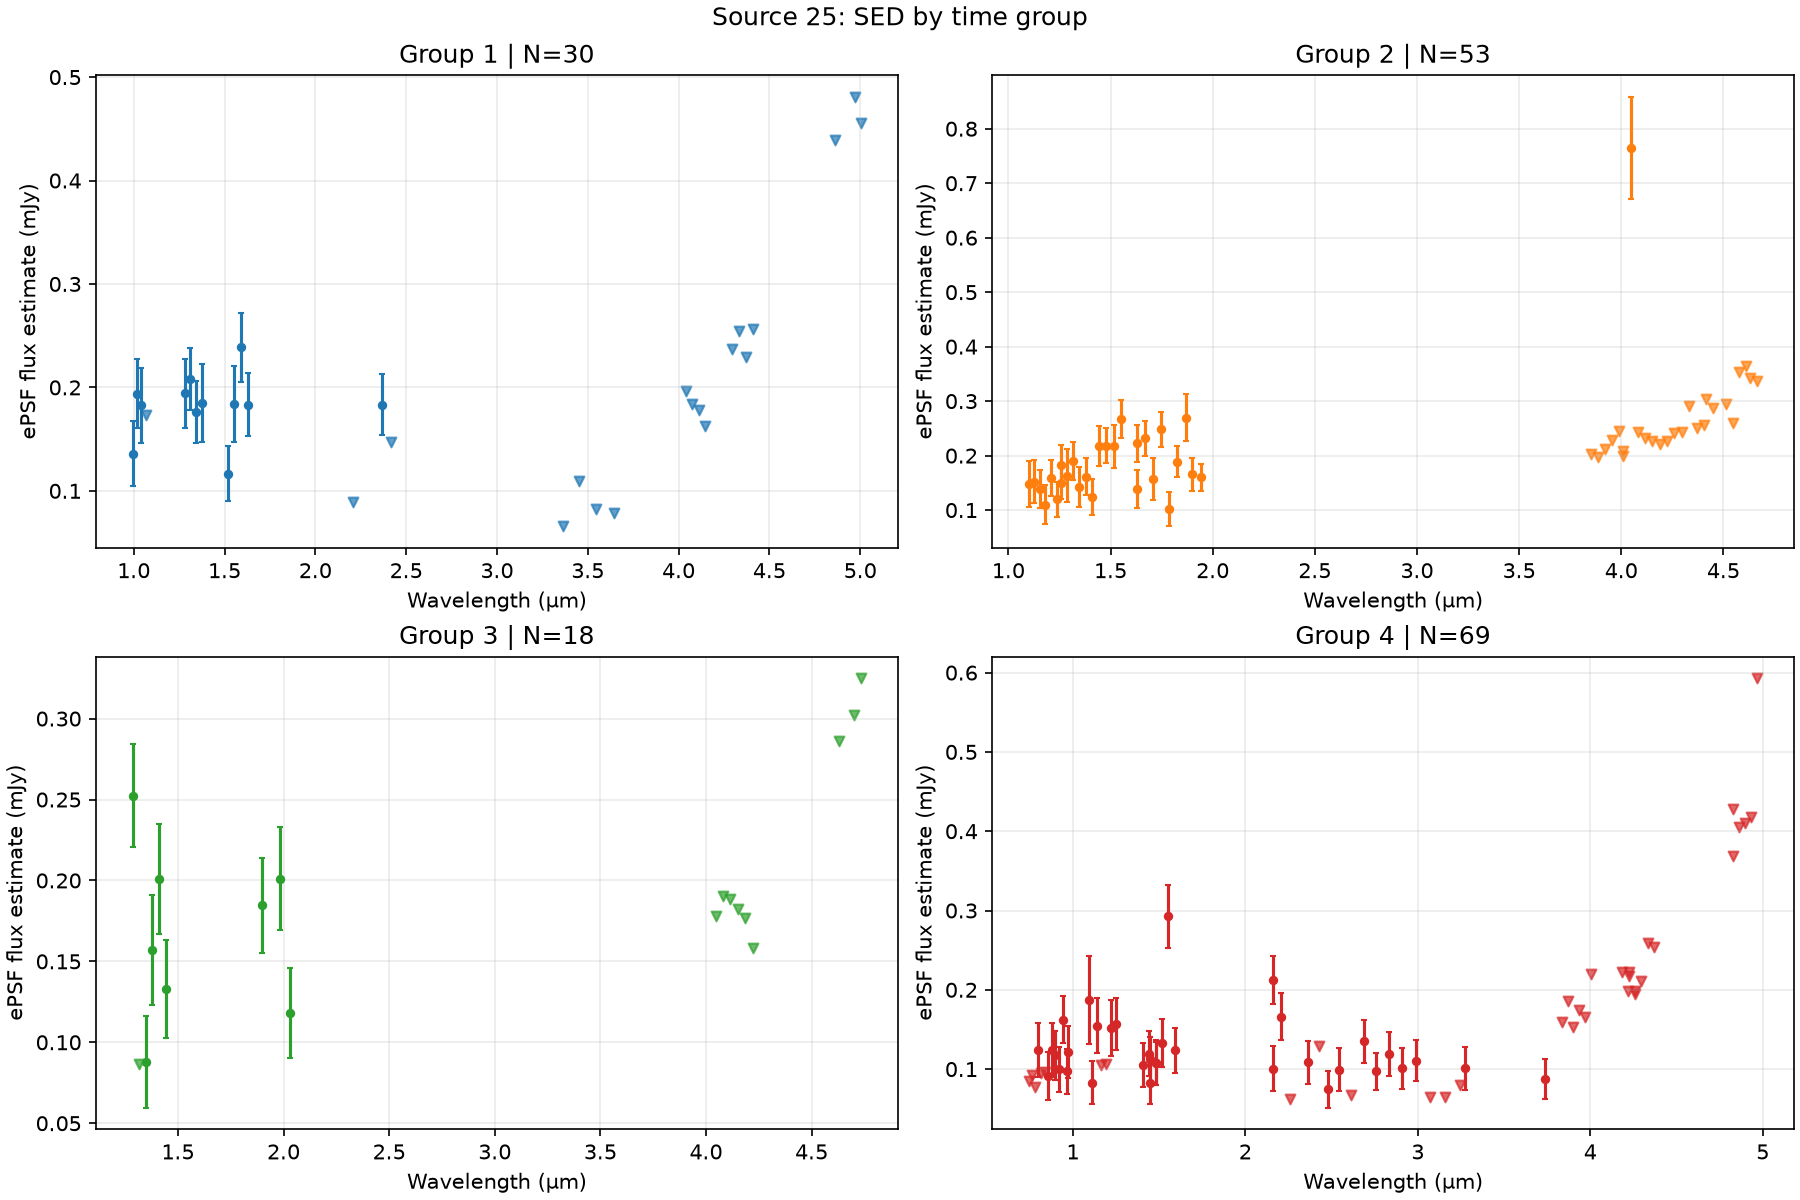 Source 25: SED by time group
Group 1 | N=30
0.5
0.4
0.3
0.2
0.1
ePSF flux estimate (mJy)
1.0 1.5 2.0 2.5 3.0 3.5 4.0 4.5 5.0
Wavelength (µm)
Group 2 | N=53
0.8
0.7
0.6
0.5
0.4
0.3
0.2
0.1
ePSF flux estimate (mJy)
1.0 1.5 2.0 2.5 3.0 3.5 4.0 4.5
Wavelength (µm)
Group 3 | N=18
0.30
0.25
0.20
0.15
0.10
0.05
ePSF flux estimate (mJy)
1.5 2.0 2.5 3.0 3.5 4.0 4.5
Wavelength (µm)
Group 4 | N=69
0.6
0.5
0.4
0.3
0.2
0.1
ePSF flux estimate (mJy)
1 2 3 4 5
Wavelength (µm)